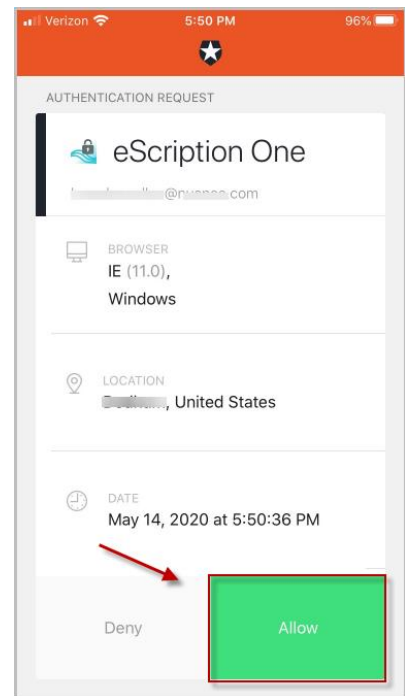 Verizon 5:50 PM 96%
AUTHENTICATION REQUEST
eScription One
.com
BROWSER
IE (11.0),
Windows
LOCATION
, United States
DATE
May 14, 2020 at 5:50:36 PM
Deny Allow